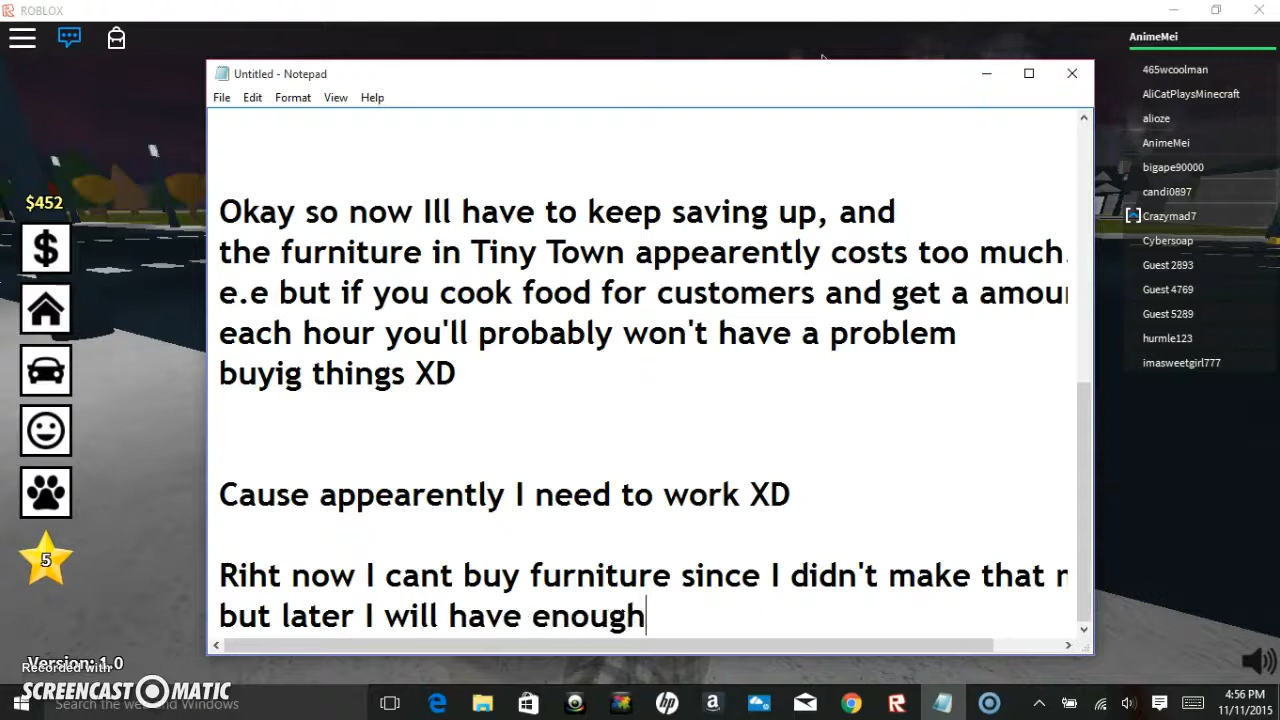 ROBLOX
AnimeMei
Untitled - Notepad
465wcoolman
File Edit Format View Help
AliCatPlaysMinecraft
alioze
AnimeMei
bigape90000
candi0897
$452
Crazymad7
Okay so now Ill have to keep saving up, and
Cybersoap
the furniture in Tiny Town appearently costs too much.
Guest 2893
e.e but if you cook food for customers and get a amou
Guest 4769
Guest 5289
each hour you'll probably won't have a problem
hurmle123
imasweetgirl777
buyig things XD
Cause appearently I need to work XD
5
Riht now I cant buy furniture since I didn't make that
but later I will have enough
Version: 1.0
Recorded with
SCREENCAST MATIC
Search the web and Windows
hp
a
4:56 PM
11/11/2015